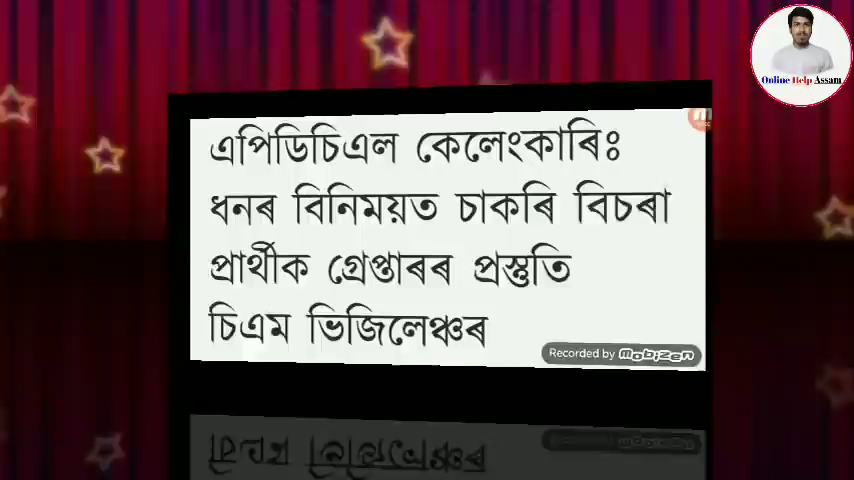 Online Help Assam
এপিডিচিএল কেলেংকাৰিঃ
ধনৰ বিনিময়ত চাকৰি বিচৰা
প্ৰাৰ্থীক গ্ৰেপ্তাৰৰ প্ৰস্তুতি
চিএম ভিজিলেঞ্চৰ
Recorded by mobizen